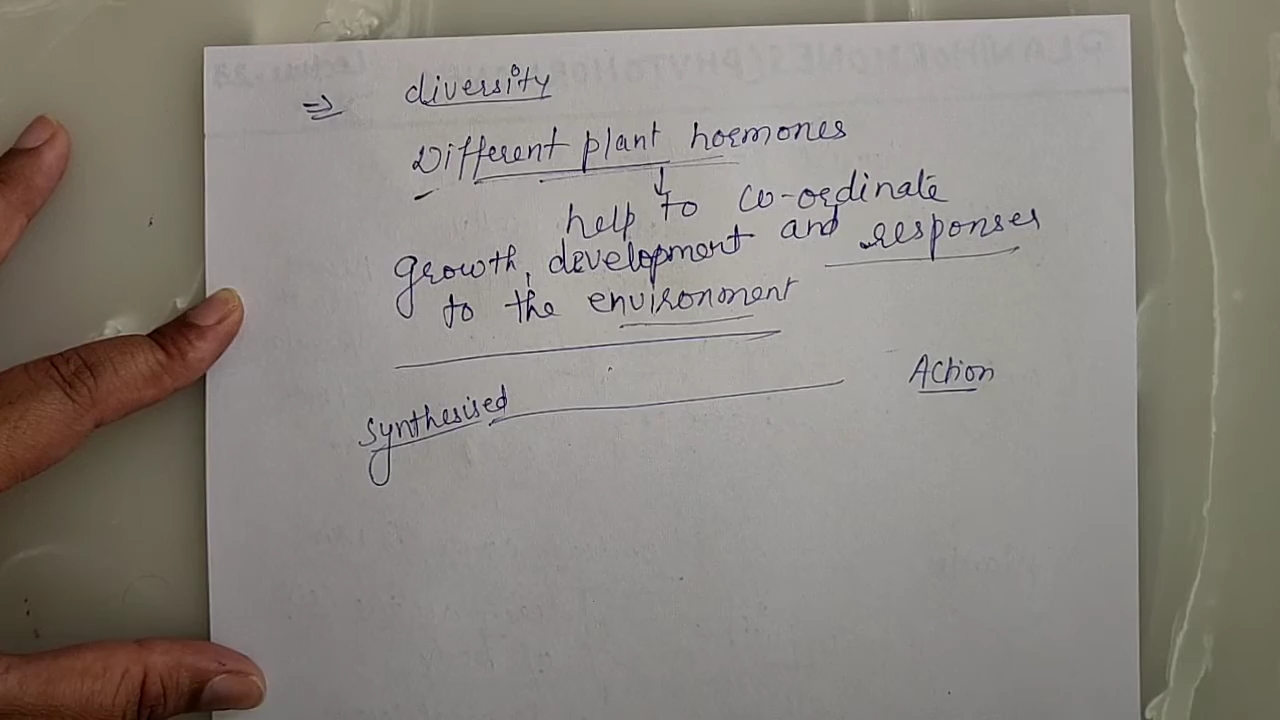 ⇒ diversity
Different plant hormones
↓
help to co-ordinate
growth, development and responses
to the environment
Synthesised Action